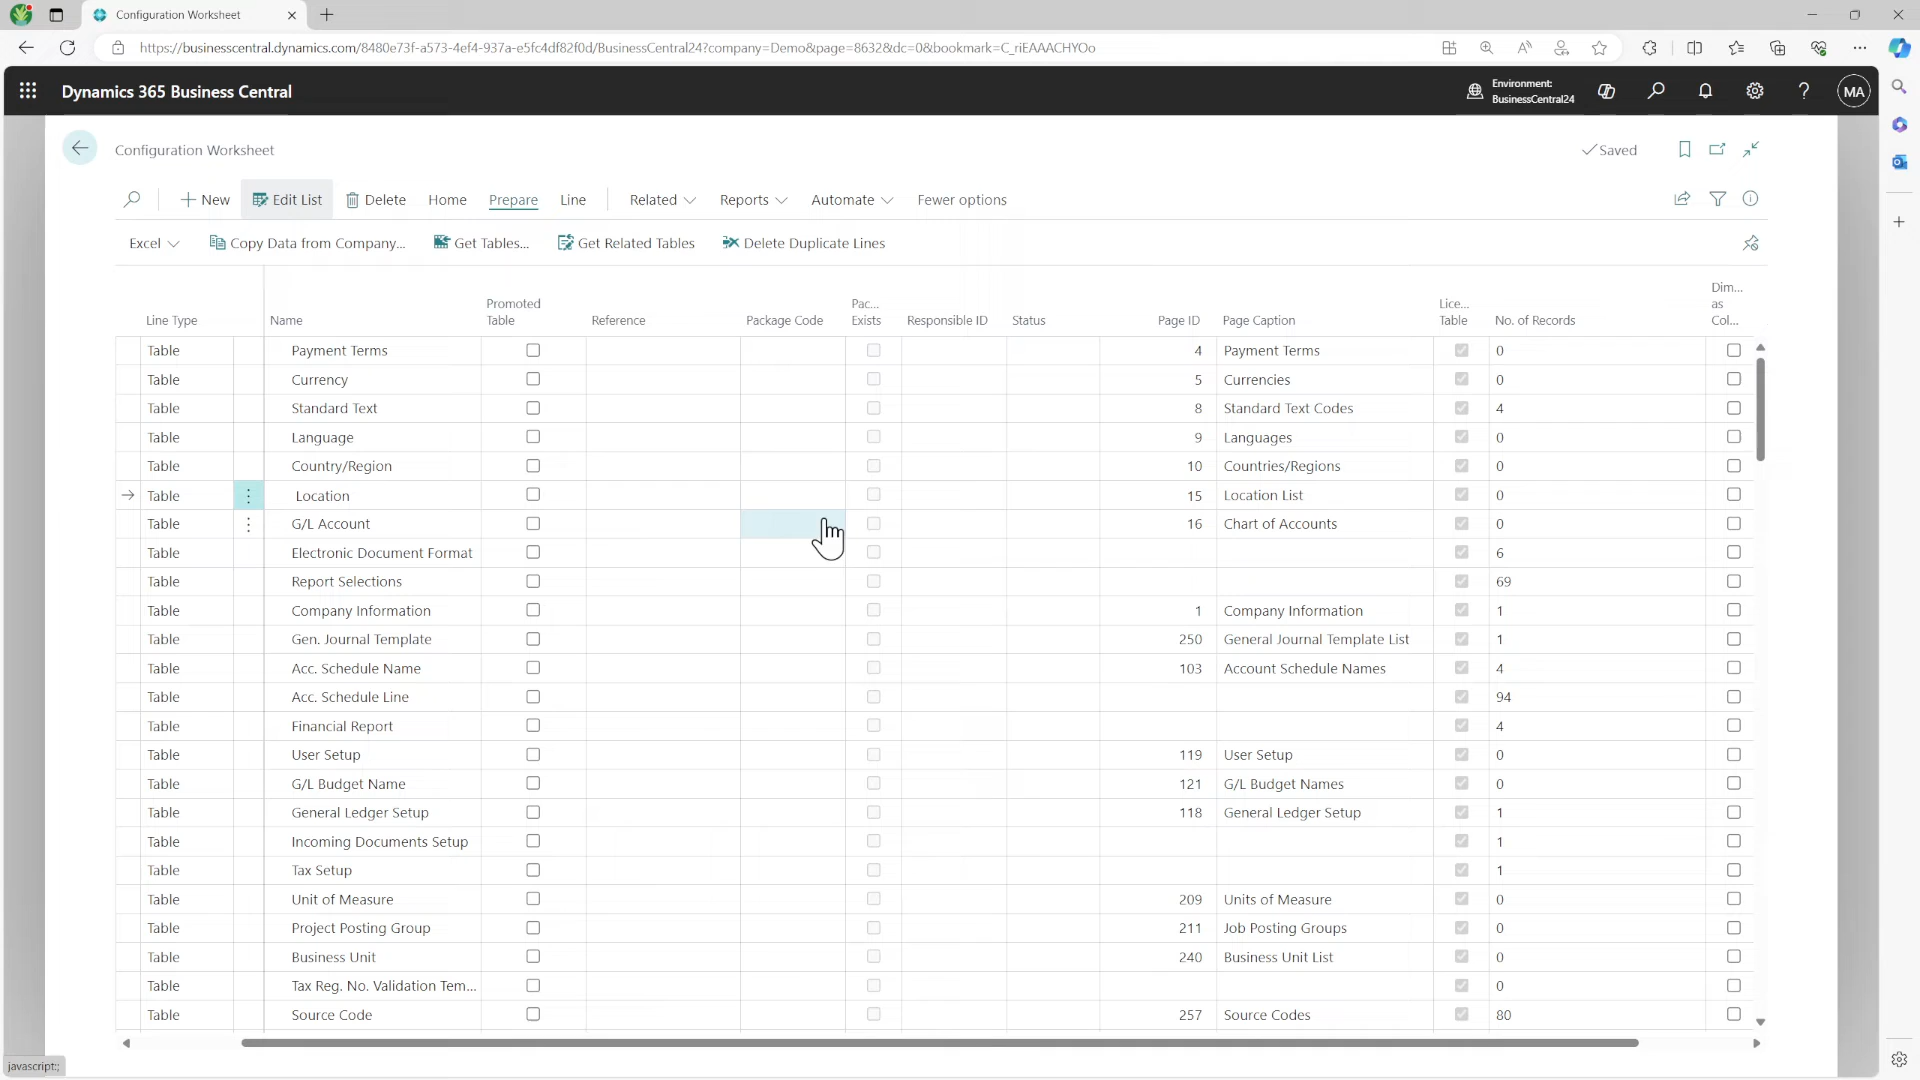 Configuration Worksheet
https://businesscentral.dynamics.com/8480e73f-a573-4ef4-937a-e5fc4df82f0d/BusinessCentral24?company=Demo&page=8632&dc=0&bookmark=C_riEAAACHYOo
Dynamics 365 Business Central
Environment:
BusinessCentral24
MA
Configuration Worksheet
Saved
New Edit List Delete Home Prepare Line Related Reports Automate Fewer options
Excel Copy Data from Company... Get Tables... Get Related Tables Delete Duplicate Lines
Line Type Name Promoted Table Reference Package Code Pac... Exists Responsible ID Status Page ID Page Caption Lice... Table No. of Records Dim... as Col...
Table Payment Terms 4 Payment Terms 0
Table Currency 5 Currencies 0
Table Standard Text 8 Standard Text Codes 4
Table Language 9 Languages 0
Table Country/Region 10 Countries/Regions 0
Table Location 15 Location List 0
Table G/L Account 16 Chart of Accounts 0
Table Electronic Document Format 6
Table Report Selections 69
Table Company Information 1 Company Information 1
Table Gen. Journal Template 250 General Journal Template List 1
Table Acc. Schedule Name 103 Account Schedule Names 4
Table Acc. Schedule Line 94
Table Financial Report 4
Table User Setup 119 User Setup 0
Table G/L Budget Name 121 G/L Budget Names 0
Table General Ledger Setup 118 General Ledger Setup 1
Table Incoming Documents Setup 1
Table Tax Setup 1
Table Unit of Measure 209 Units of Measure 0
Table Project Posting Group 211 Job Posting Groups 0
Table Business Unit 240 Business Unit List 0
Table Tax Reg. No. Validation Tem... 0
Table Source Code 257 Source Codes 80
javascript:;